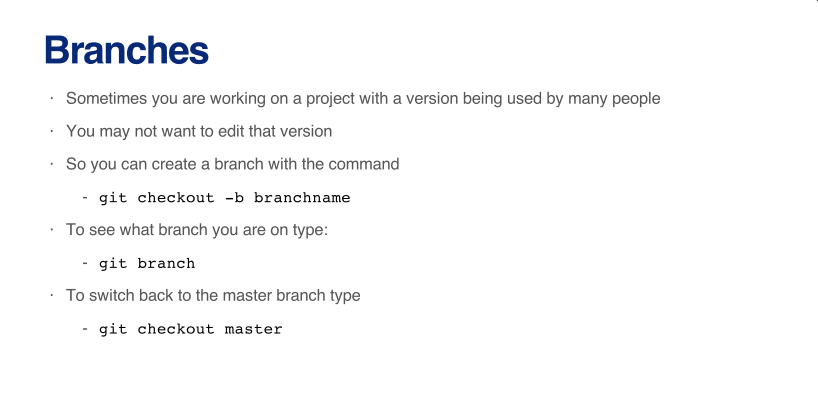 Branches
· Sometimes you are working on a project with a version being used by many people
· You may not want to edit that version
· So you can create a branch with the command
- git checkout -b branchname
· To see what branch you are on type:
- git branch
· To switch back to the master branch type
- git checkout master